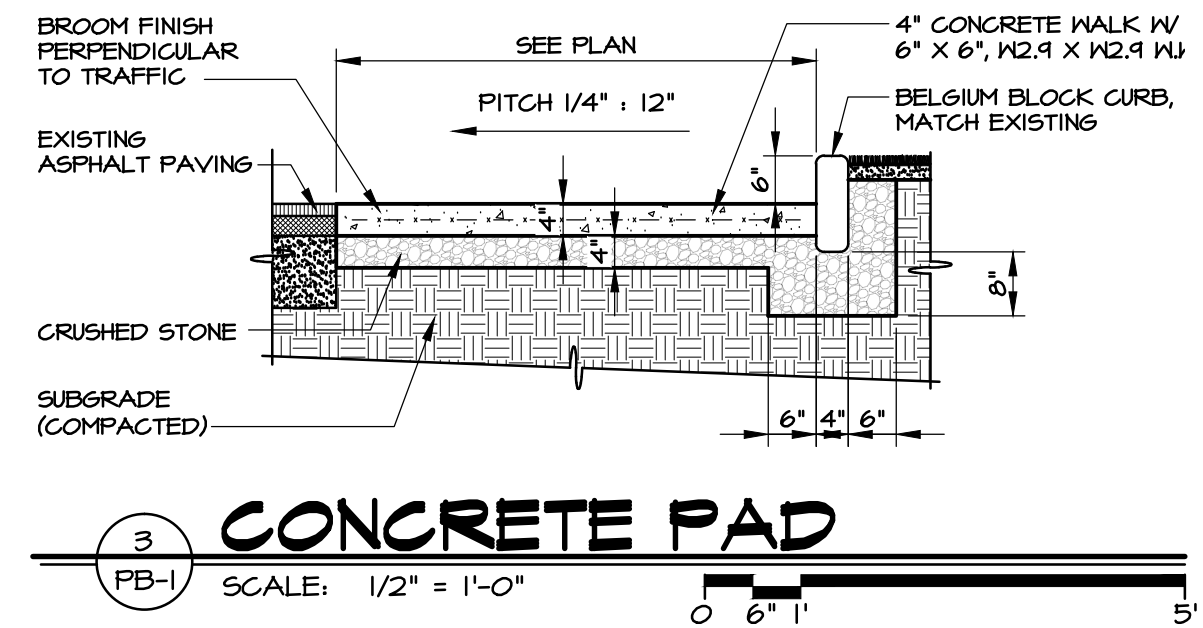 BROOM FINISH
PERPENDICULAR
TO TRAFFIC
SEE PLAN
4" CONCRETE WALK W/
6" X 6", W2.9 X W2.9
PITCH 1/4" : 12"
BELGIUM BLOCK CURB,
MATCH EXISTING
EXISTING
ASPHALT PAVING
6"
4"
4"
8"
CRUSHED STONE
SUBGRADE
(COMPACTED)
6" 4" 6"
CONCRETE PAD
3
PB-1
SCALE: 1/2" = 1'-0"
0 6" 1' 5'